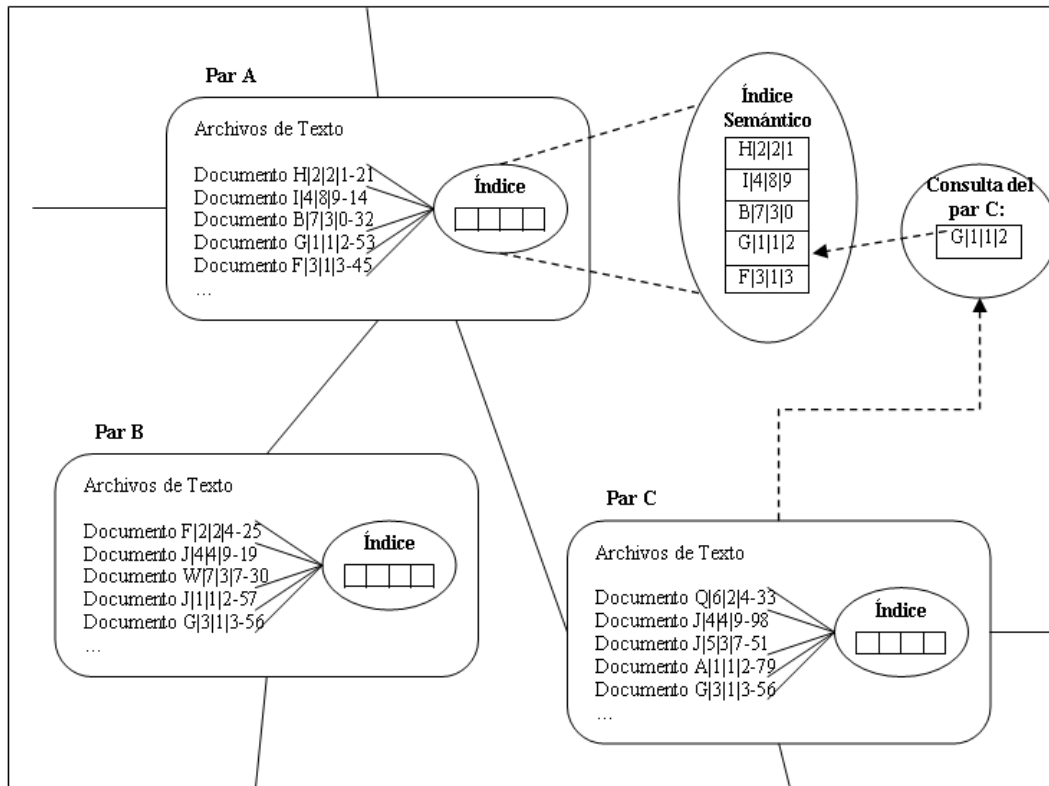 Par A
Archivos de Texto
Documento H|2|2|1-21
Documento I|4|8|9-14
Documento B|7|3|0-32
Documento G|1|1|2-53
Documento F|3|1|3-45
...
Índice
Índice
Semántico
H|2|2|1
I|4|8|9
B|7|3|0
G|1|1|2
F|3|1|3
Consulta del
par C:
G|1|1|2
Par B
Archivos de Texto
Documento F|2|2|4-25
Documento J|4|4|9-19
Documento W|7|3|7-30
Documento J|1|1|2-57
Documento G|3|1|3-56
...
Índice
Par C
Archivos de Texto
Documento Q|6|2|4-33
Documento J|4|4|9-98
Documento J|5|3|7-51
Documento A|1|1|2-79
Documento G|3|1|3-56
...
Índice